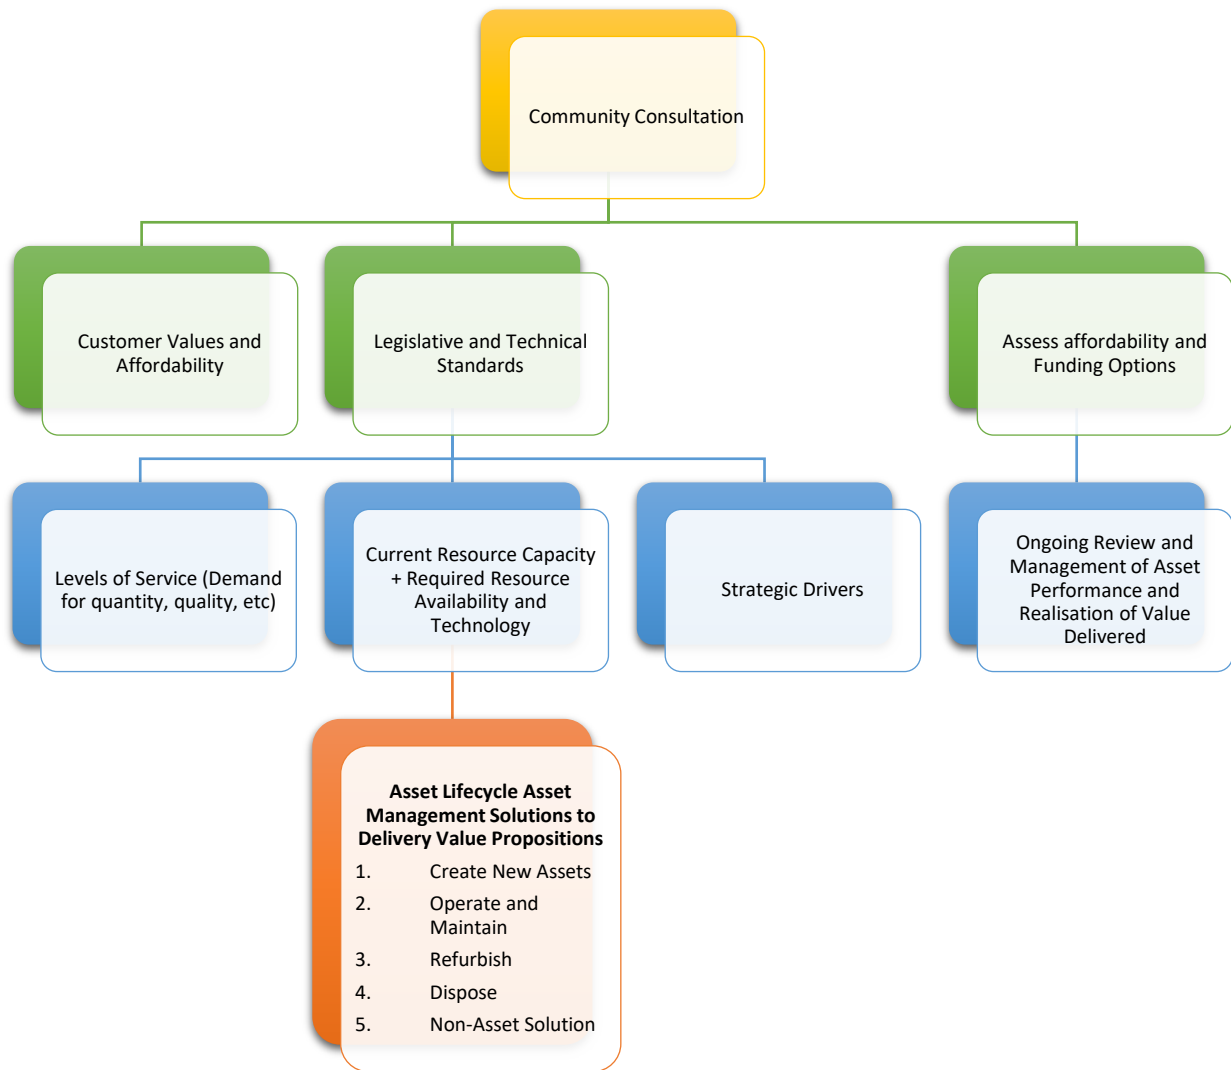 Community Consultation
Customer Values and
Affordability
Legislative and Technical
Standards
Assess affordability and
Funding Options
Levels of Service (Demand
for quantity, quality, etc)
Current Resource Capacity
+ Required Resource
Availability and
Technology
Strategic Drivers
Ongoing Review and
Management of Asset
Performance and
Realisation of Value
Delivered
Asset Lifecycle Asset
Management Solutions to
Delivery Value Propositions
1. Create New Assets
2. Operate and
Maintain
3. Refurbish
4. Dispose
5. Non-Asset Solution